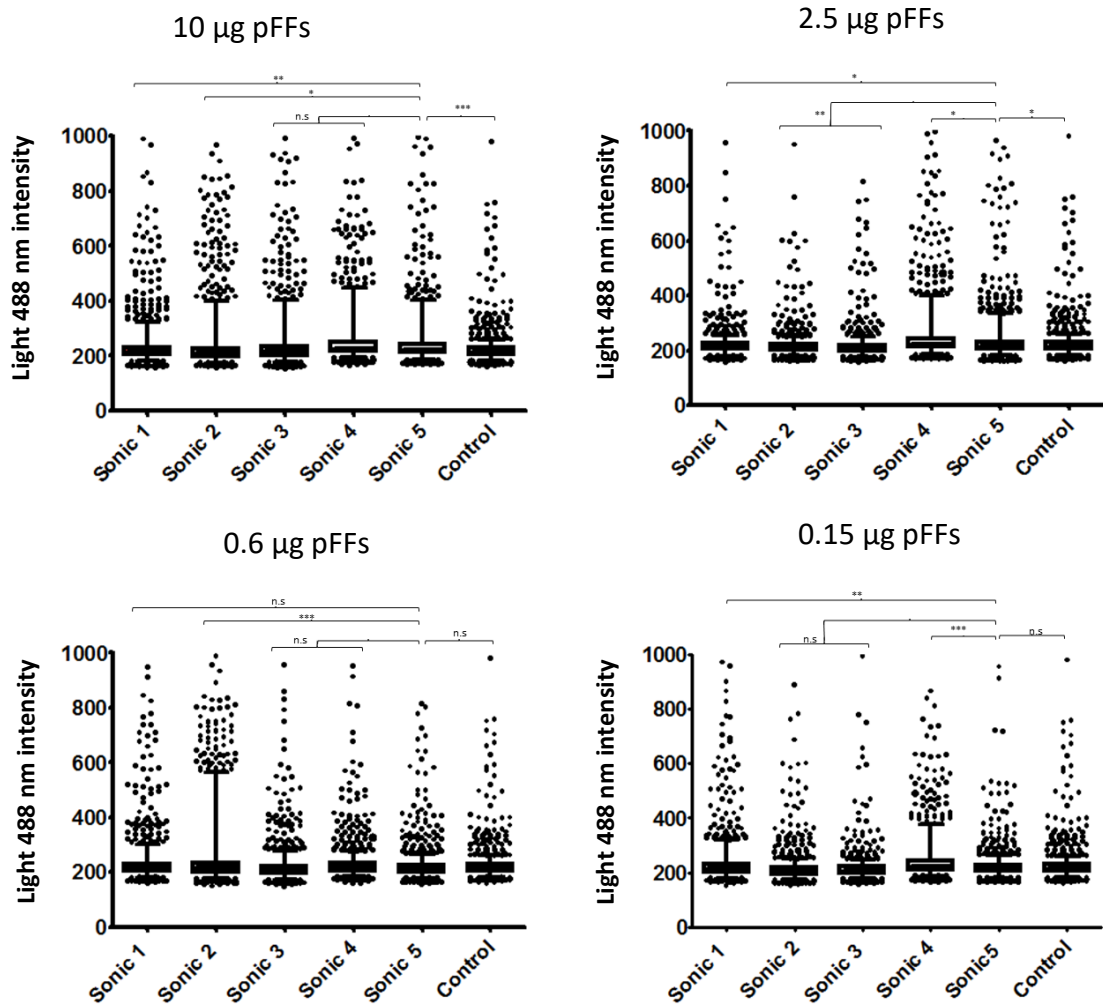 10 µg pFFs
2.5 µg pFFs
**
*
n.s
***
*
**
*
*
Light 488 nm intensity
1000
800
600
400
200
0
Sonic 1
Sonic 2
Sonic 3
Sonic 4
Sonic 5
Control
Light 488 nm intensity
1000
800
600
400
200
0
Sonic 1
Sonic 2
Sonic 3
Sonic 4
Sonic 5
Control
0.6 µg pFFs
0.15 µg pFFs
n.s
***
n.s
n.s
**
n.s
***
n.s
Light 488 nm intensity
1000
800
600
400
200
0
Sonic 1
Sonic 2
Sonic 3
Sonic 4
Sonic 5
Control
Light 488 nm intensity
1000
800
600
400
200
0
Sonic 1
Sonic 2
Sonic 3
Sonic 4
Sonic 5
Control